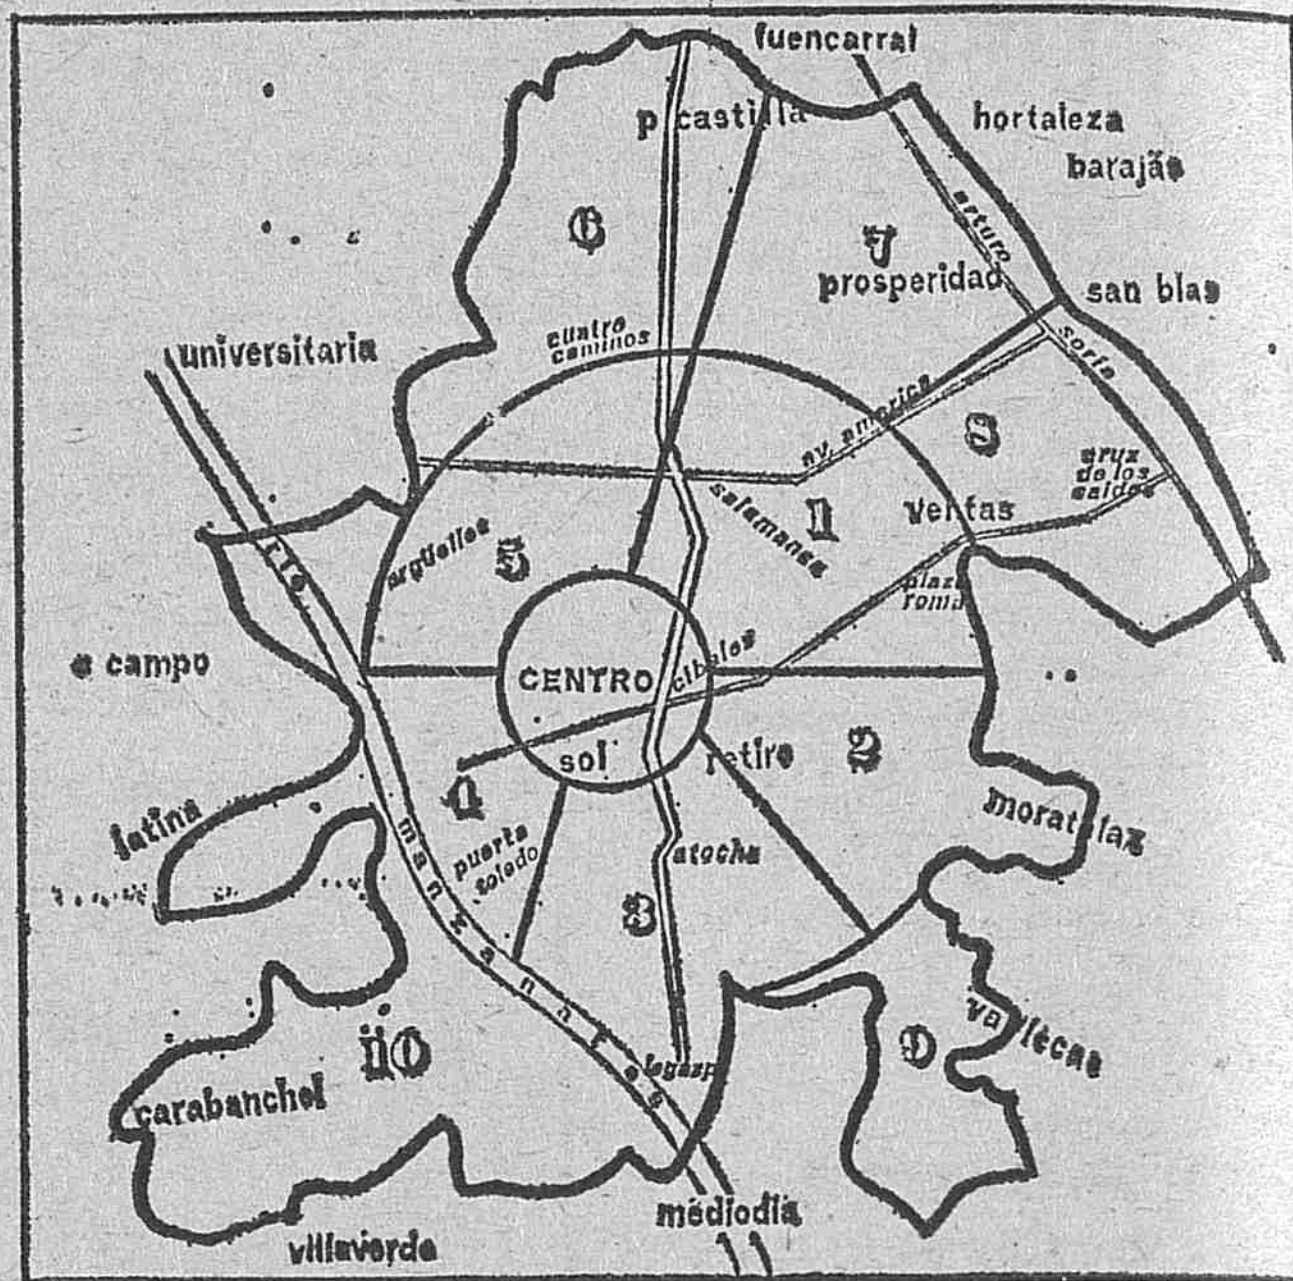 fuencarral
p castilla
hortaleza
barajas
6
7
arturo
prosperidad
san blas
cuatro
caminos
universitaria
soria
av. america
8
cruz
de los
caidos
salamanca
1
ventas
argüelles
5
rio
plaza
roma
e campo
CENTRO
cibeles
sol
retiro
2
4
latina
moratalaz
puerta
toledo
atocha
manzanares
3
vallecas
10
9
legazpi
carabanchel
mediodia
villaverde